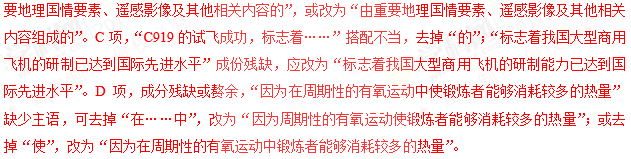 要地理国情要素、遥感影像及其他相关内容的”，或改为“由重要地理国情要素、遥感影像及其他相关
内容组成的”。C 项，“C919 的试飞成功，标志着……”搭配不当，去掉“的”；“标志着我国大型商用
飞机的研制已达到国际先进水平”成份残缺，应改为“标志着我国大型商用飞机的研制能力已达到国
际先进水平”。D 项，成分残缺或赘余，“因为在周期性的有氧运动中使锻炼者能够消耗较多的热量”
缺少主语，可去掉“在……中”，改为“因为周期性的有氧运动使锻炼者能够消耗较多的热量”；或去
掉“使”，改为“因为在周期性的有氧运动中锻炼者能够消耗较多的热量”。